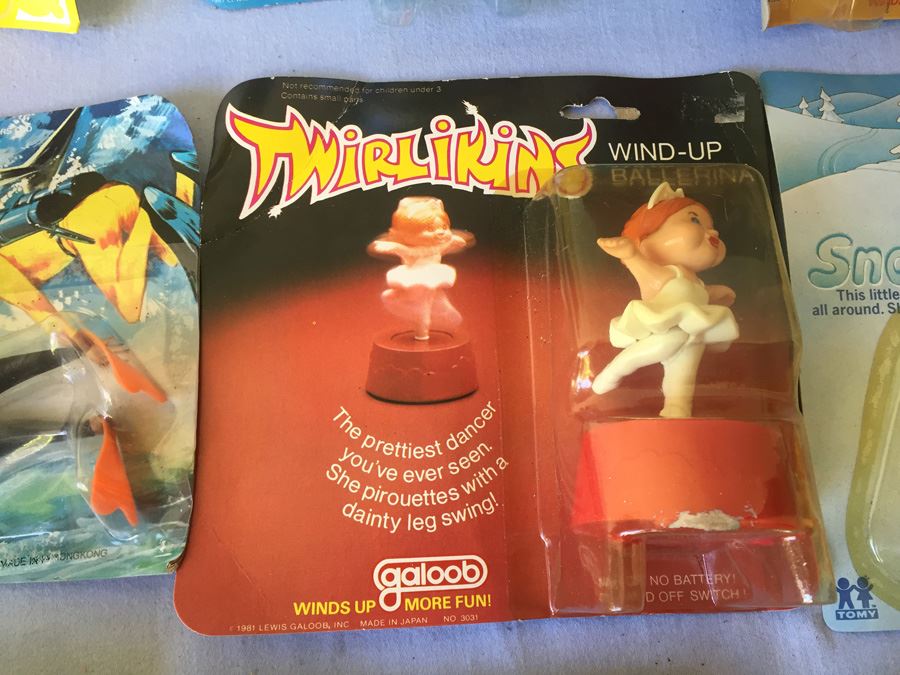 Not recommended for children under 3
Contains small parts
TWIRLIKINS
WIND-UP
BALLERINA
The prettiest dancer
you've ever seen.
She pirouettes with a
dainty leg swing!
galoob
WINDS UP MORE FUN!
© 1981 LEWIS GALOOB, INC MADE IN JAPAN NO 3031
NO BATTERY!
D OFF SWITCH!
MADE IN HONGKONG
Sno
This little
all around. S
TOMY